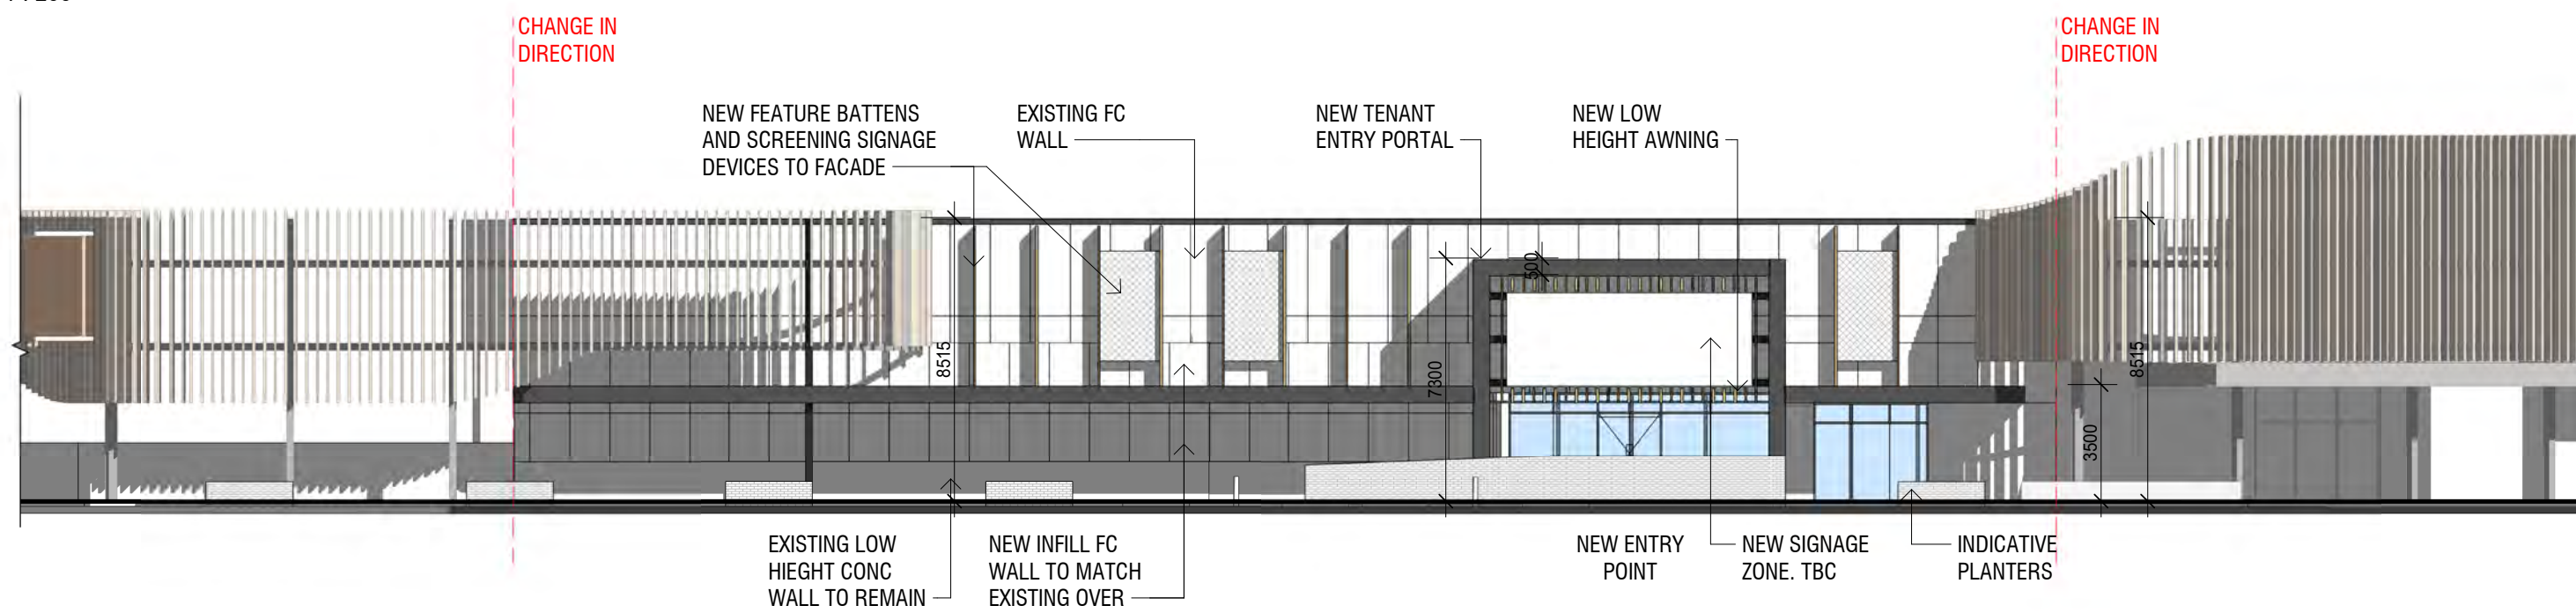 CHANGE IN
DIRECTION
CHANGE IN
DIRECTION
NEW FEATURE BATTENS
AND SCREENING SIGNAGE
DEVICES TO FACADE
EXISTING FC
WALL
NEW TENANT
ENTRY PORTAL
NEW LOW
HEIGHT AWNING
500
8515
7300
8515
3500
EXISTING LOW
HIEGHT CONC
WALL TO REMAIN
NEW INFILL FC
WALL TO MATCH
EXISTING OVER
NEW ENTRY
POINT
NEW SIGNAGE
ZONE. TBC
INDICATIVE
PLANTERS